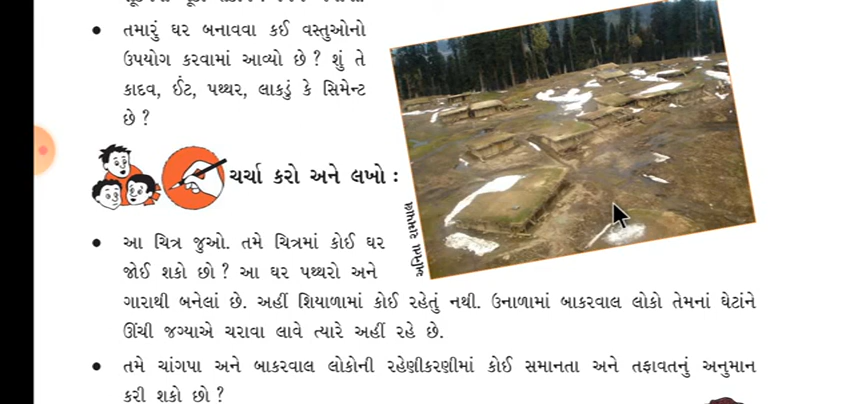 તમારું ઘર બનાવવા કઈ વસ્તુઓનો
ઉપયોગ કરવામાં આવ્યો છે ? શું તે
કાદવ, ઈંટ, પથ્થર, લાકડું કે સિમેન્ટ
છે ?
ચર્ચા કરો અને લખો :
અનિતા રામપાલ
આ ચિત્ર જુઓ. તમે ચિત્રમાં કોઈ ઘર
જોઈ શકો છો ? આ ઘર પથ્થરો અને
ગારાથી બનેલાં છે. અહીં શિયાળામાં કોઈ રહેતું નથી. ઉનાળામાં બાકરવાલ લોકો તેમનાં ઘેટાંને
ઊંચી જગ્યાએ ચરાવા લાવે ત્યારે અહીં રહે છે.
તમે ચાંગપા અને બાકરવાલ લોકોની રહેણીકરણીમાં કોઈ સમાનતા અને તફાવતનું અનુમાન
કરી શકો છો ?